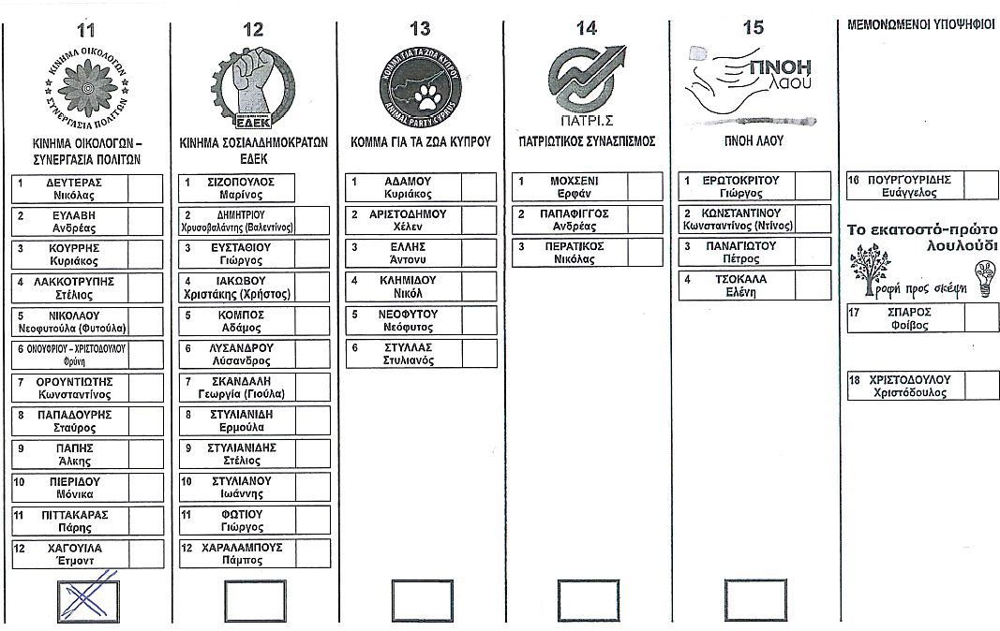 11
ΚΙΝΗΜΑ ΟΙΚΟΛΟΓΩΝ
ΣΥΝΕΡΓΑΣΙΑ ΠΟΛΙΤΩΝ
ΚΙΝΗΜΑ ΟΙΚΟΛΟΓΩΝ –
ΣΥΝΕΡΓΑΣΙΑ ΠΟΛΙΤΩΝ
1 ΔΕΥΤΕΡΑΣ
Νικόλας
2 ΕΥΛΑΒΗ
Ανδρέας
3 ΚΟΥΡΡΗΣ
Κυριάκος
4 ΛΑΚΚΟΤΡΥΠΗΣ
Στέλιος
5 ΝΙΚΟΛΑΟΥ
Νεοφυτούλα (Φυτούλα)
6 ΟΝΟΥΦΡΙΟΥ – ΧΡΙΣΤΟΔΟΥΛΟΥ
Φρύνη
7 ΟΡΟΥΝΤΙΩΤΗΣ
Κωνσταντίνος
8 ΠΑΠΑΔΟΥΡΗΣ
Σταύρος
9 ΠΑΠΗΣ
Άλκης
10 ΠΙΕΡΙΔΟΥ
Μόνικα
11 ΠΙΤΤΑΚΑΡΑΣ
Πάρης
12 ΧΑΓΟΥΙΛΑ
Έτμοντ
12
ΕΔΕΚ
ΚΙΝΗΜΑ ΣΟΣΙΑΛΔΗΜΟΚΡΑΤΩΝ
ΕΔΕΚ
1 ΣΙΖΟΠΟΥΛΟΣ
Μαρίνος
2 ΔΗΜΗΤΡΙΟΥ
Χρυσοβαλάντης (Βαλεντίνος)
3 ΕΥΣΤΑΘΙΟΥ
Γιώργος
4 ΙΑΚΩΒΟΥ
Χριστάκης (Χρήστος)
5 ΚΟΜΠΟΣ
Αδάμος
6 ΛΥΣΑΝΔΡΟΥ
Λύσανδρος
7 ΣΚΑΝΔΑΛΗ
Γεωργία (Γιούλα)
8 ΣΤΥΛΙΑΝΙΔΗ
Ερμούλα
9 ΣΤΥΛΙΑΝΙΔΗΣ
Στέλιος
10 ΣΤΥΛΙΑΝΟΥ
Ιωάννης
11 ΦΩΤΙΟΥ
Γιώργος
12 ΧΑΡΑΛΑΜΠΟΥΣ
Πάμπος
13
ΚΟΜΜΑ ΓΙΑ ΤΑ ΖΩΑ ΚΥΠΡΟΥ
ANIMAL PARTY CYPRUS
ΚΟΜΜΑ ΓΙΑ ΤΑ ΖΩΑ ΚΥΠΡΟΥ
1 ΑΔΑΜΟΥ
Κυριάκος
2 ΑΡΙΣΤΟΔΗΜΟΥ
Χέλεν
3 ΕΛΛΗΣ
Άντονυ
4 ΚΛΗΜΙΔΟΥ
Νικόλ
5 ΝΕΟΦΥΤΟΥ
Νεόφυτος
6 ΣΤΥΛΛΑΣ
Στυλιανός
14
ΠΑΤΡΙ.Σ
ΠΑΤΡΙΩΤΙΚΟΣ ΣΥΝΑΣΠΙΣΜΟΣ
1 ΜΟΧΣΕΝΙ
Ερφάν
2 ΠΑΠΑΦΙΓΓΟΣ
Ανδρέας
3 ΠΕΡΑΤΙΚΟΣ
Νικόλας
15
ΠΝΟΗ
λαού
ΠΝΟΗ ΛΑΟΥ
1 ΕΡΩΤΟΚΡΙΤΟΥ
Γιώργος
2 ΚΩΝΣΤΑΝΤΙΝΟΥ
Κωνσταντίνος (Ντίνος)
3 ΠΑΝΑΓΙΩΤΟΥ
Πέτρος
4 ΤΣΟΚΑΛΑ
Ελένη
ΜΕΜΟΝΩΜΕΝΟΙ ΥΠΟΨΗΦΙΟΙ
16 ΠΟΥΡΓΟΥΡΙΔΗΣ
Ευάγγελος
Το εκατοστό-πρώτο
λουλούδι
ροφή προς σκέψη
17 ΣΠΑΡΟΣ
Φοίβος
18 ΧΡΙΣΤΟΔΟΥΛΟΥ
Χριστόδουλος